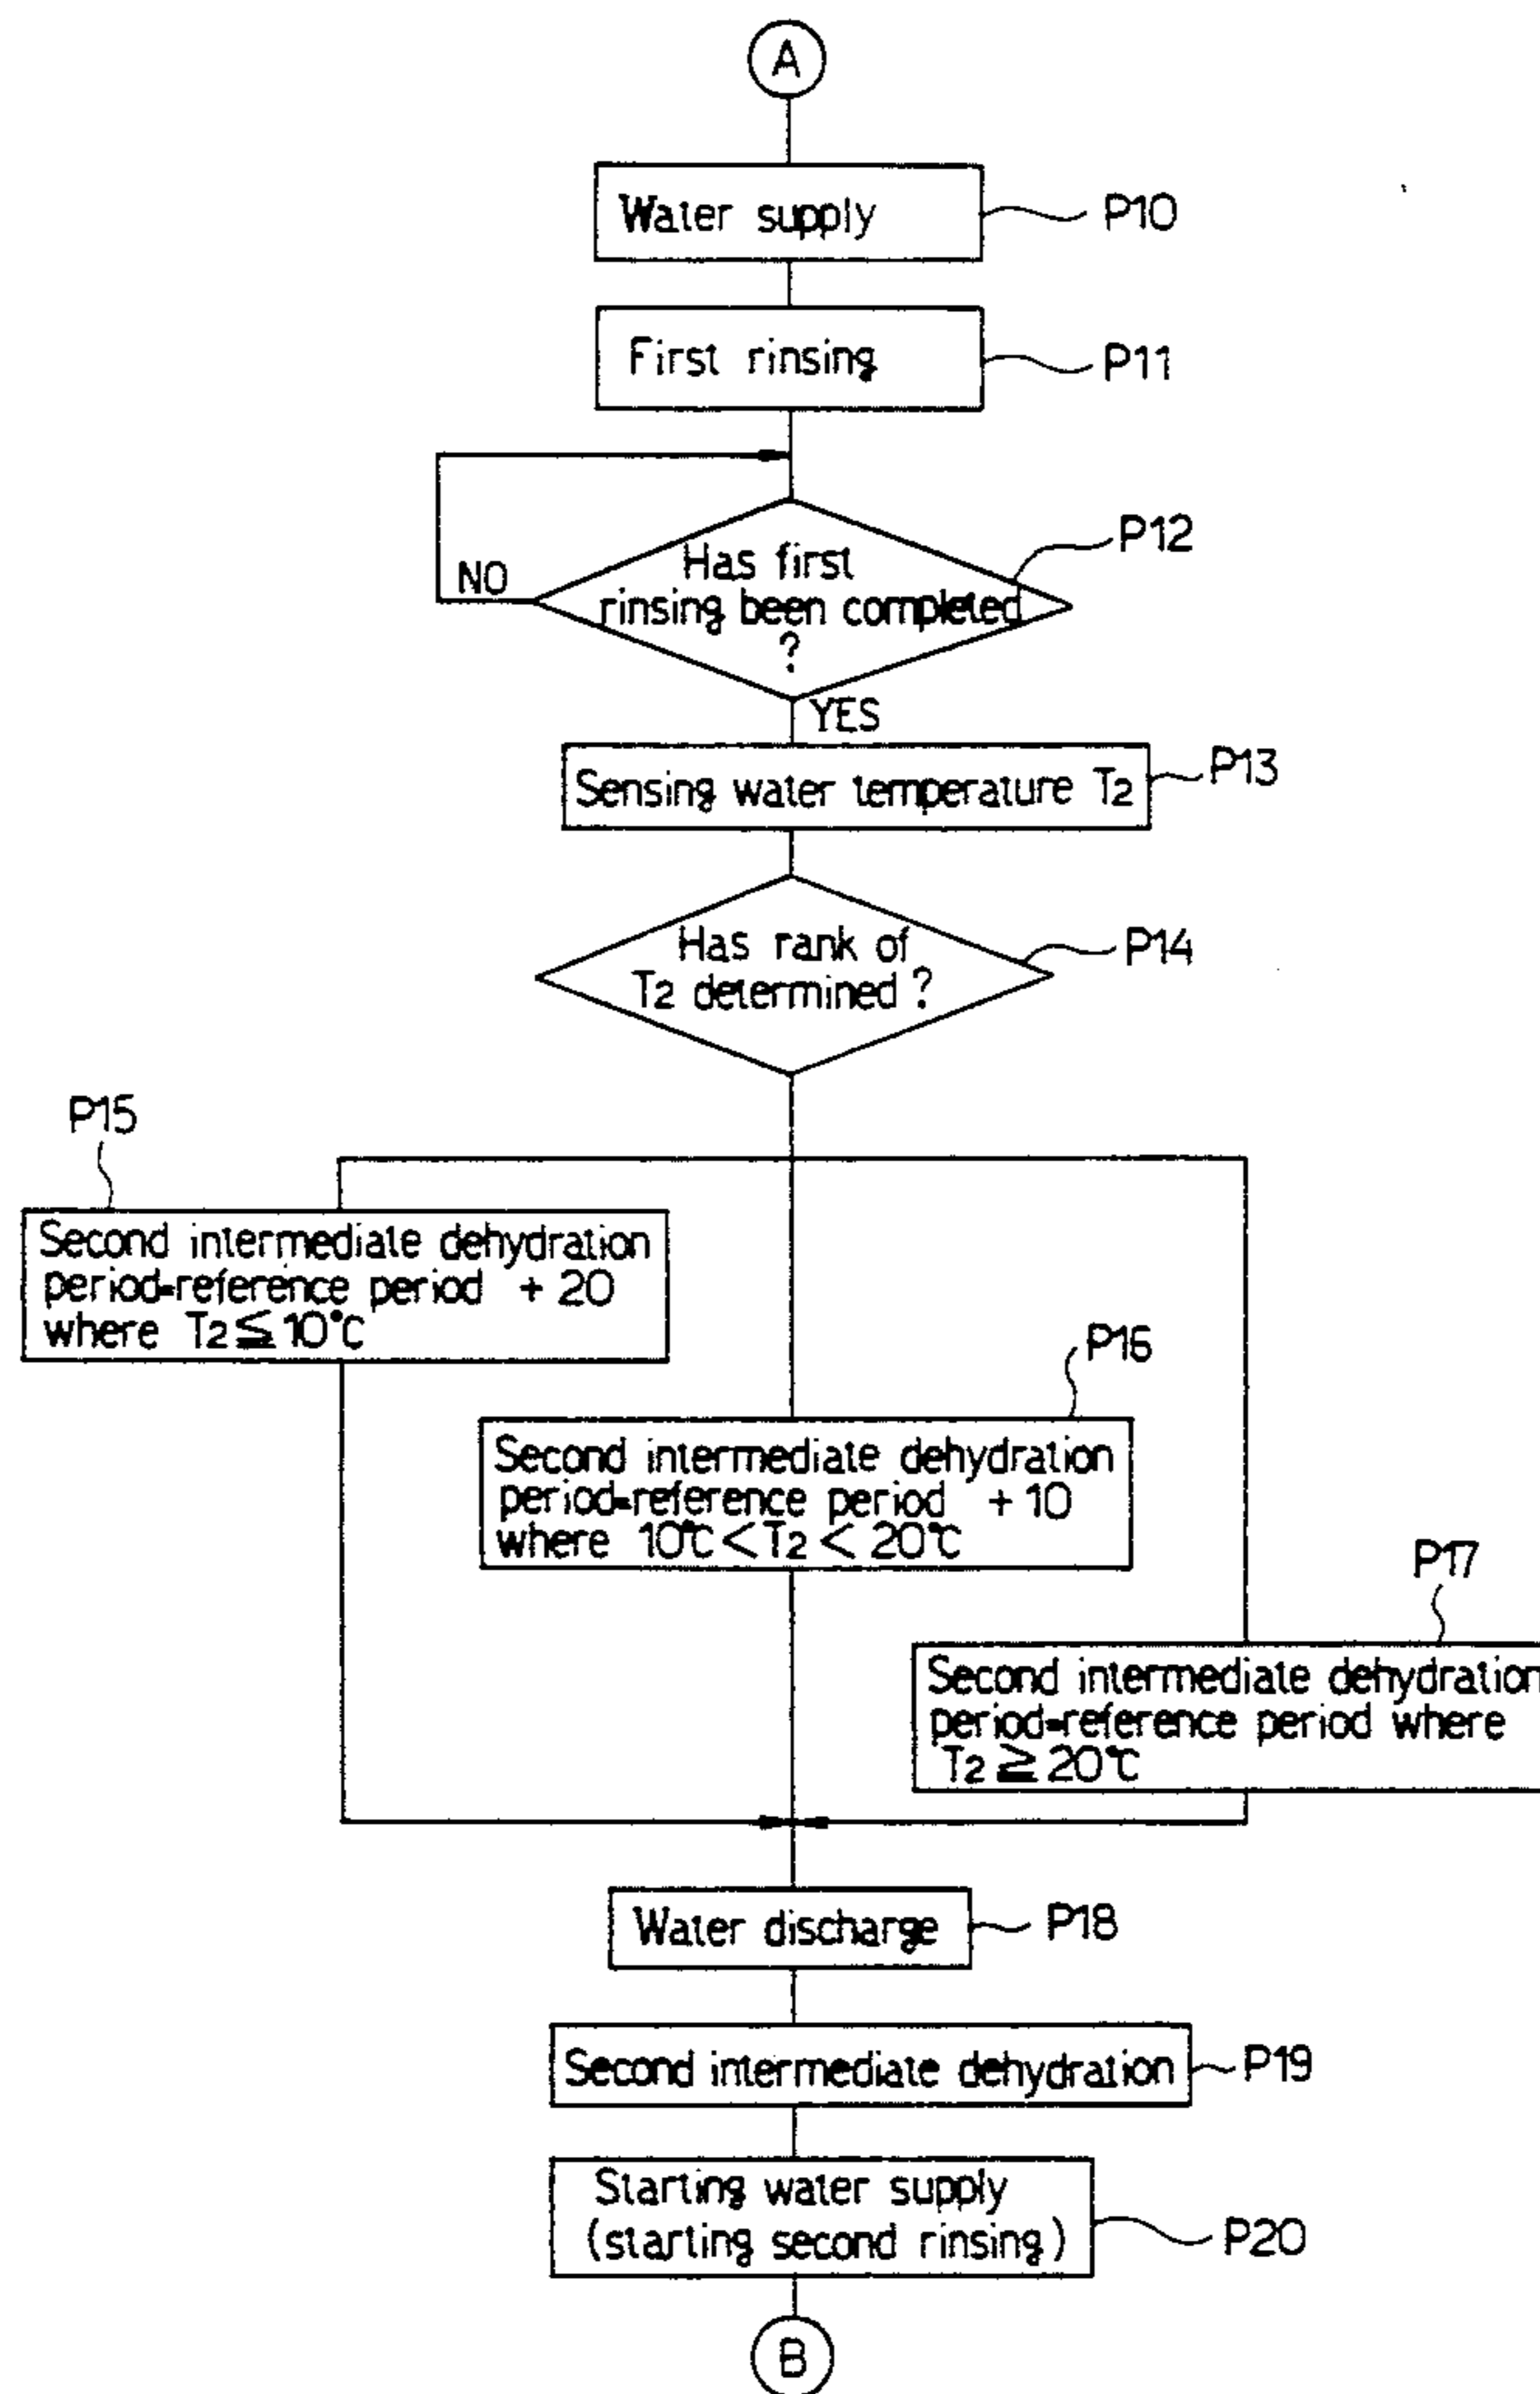 A
Water supply
P10
First rinsing
P11
P12
Has first
rinsing been completed
?
NO
YES
Sensing water temperature T2
P13
Has rank of
T2 determined ?
P14
P15
Second intermediate dehydration
period=reference period + 20
where T2 ≦ 10°C
P16
Second intermediate dehydration
period=reference period + 10
where 10°C < T2 < 20°C
P17
Second intermediate dehydration
period=reference period where
T2 ≧ 20°C
Water discharge
P18
Second intermediate dehydration
P19
Starting water supply
(starting second rinsing)
P20
B